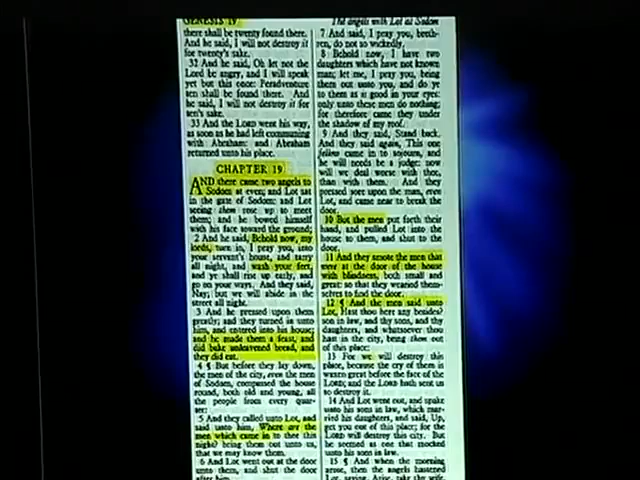 GENESIS 19
The angels with Lot at Sodom
there shall be twenty found there.
And he said, I will not destroy it
for twenty's sake.
32 And he said, Oh let not the
Lord be angry, and I will speak
yet but this once: Peradventure
ten shall be found there. And
he said, I will not destroy it for
ten's sake.
33 And the LORD went his way,
as soon as he had left communing
with Abraham: and Abraham
returned unto his place.
CHAPTER 19
AND there came two angels to
Sodom at even; and Lot sat
in the gate of Sodom: and Lot
seeing them rose up to meet
them; and he bowed himself
with his face toward the ground;
2 And he said, Behold now, my
lords, turn in, I pray you, into
your servant's house, and tarry
all night, and wash your feet,
and ye shall rise up early, and
go on your ways. And they said,
Nay; but we will abide in the
street all night.
3 And he pressed upon them
greatly; and they turned in unto
him, and entered into his house;
and he made them a feast, and
did bake unleavened bread, and
they did eat.
4 ¶ But before they lay down,
the men of the city, even the men
of Sodom, compassed the house
round, both old and young, all
the people from every quar-
ter:
5 And they called unto Lot, and
said unto him, Where are the
men which came in to thee this
night? bring them out unto us,
that we may know them.
6 And Lot went out at the door
unto them, and shut the door
after him,
7 And said, I pray you, breth-
ren, do not so wickedly.
8 Behold now, I have two
daughters which have not known
man; let me, I pray you, bring
them out unto you, and do ye
to them as is good in your eyes:
only unto these men do nothing;
for therefore came they under
the shadow of my roof.
9 And they said, Stand back.
And they said again, This one
fellow came in to sojourn, and
he will needs be a judge: now
will we deal worse with thee,
than with them. And they
pressed sore upon the man, even
Lot, and came near to break the
door.
10 But the men put forth their
hand, and pulled Lot into the
house to them, and shut to the
door.
11 And they smote the men that
were at the door of the house
with blindness, both small and
great: so that they wearied them-
selves to find the door.
12 ¶ And the men said unto
Lot, Hast thou here any besides?
son in law, and thy sons, and thy
daughters, and whatsoever thou
hast in the city, bring them out
of this place:
13 For we will destroy this
place, because the cry of them is
waxen great before the face of the
LORD; and the LORD hath sent us
to destroy it.
14 And Lot went out, and spake
unto his sons in law, which mar-
ried his daughters, and said, Up,
get you out of this place; for the
LORD will destroy this city. But
he seemed as one that mocked
unto his sons in law.
15 ¶ And when the morning
arose, then the angels hastened
Lot, saying, Arise, take thy wife,